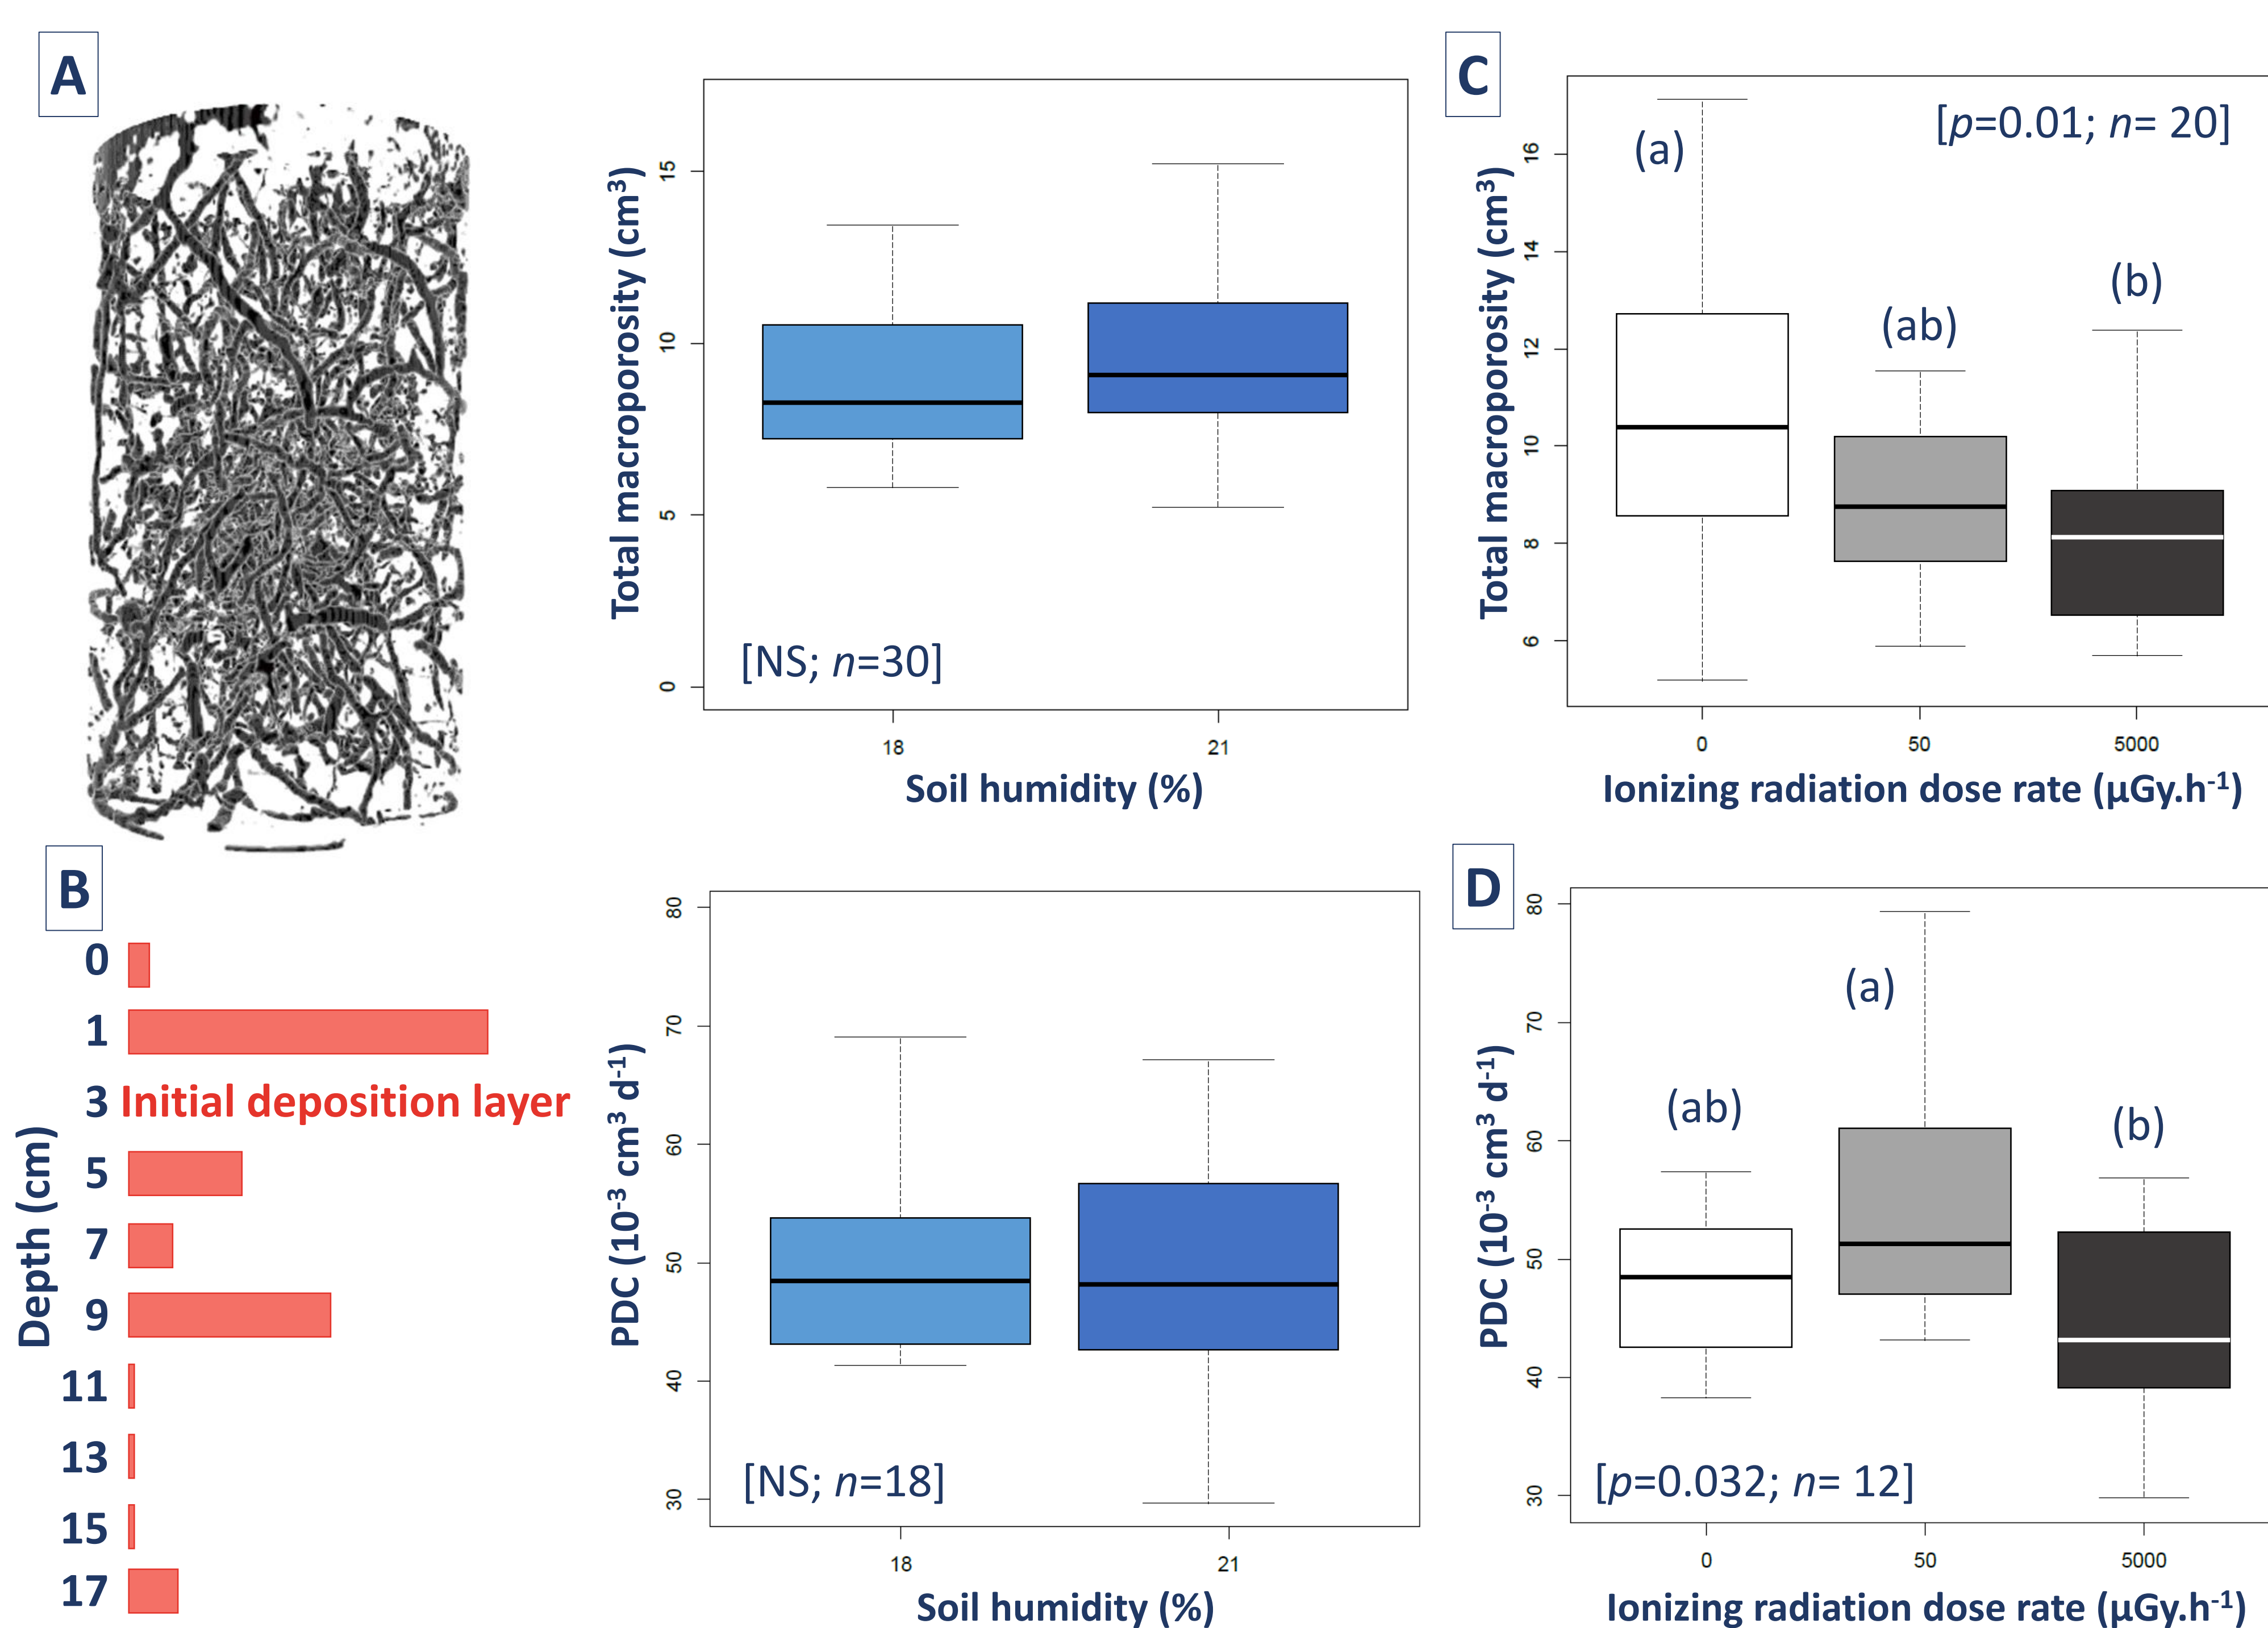 A
Total macroporosity (cm³)
15
10
5
0
[NS; n=30]
18
21
Soil humidity (%)
C
Total macroporosity (cm³)
16
14
12
10
8
6
[p=0.01; n= 20]
(a)
(ab)
(b)
0
50
5000
Ionizing radiation dose rate (µGy.h⁻¹)
B
Depth (cm)
0
1
3 Initial deposition layer
5
7
9
11
13
15
17
PDC (10⁻³ cm³ d⁻¹)
80
70
60
50
40
30
[NS; n=18]
18
21
Soil humidity (%)
D
PDC (10⁻³ cm³ d⁻¹)
80
70
60
50
40
30
(ab)
(a)
(b)
[p=0.032; n= 12]
0
50
5000
Ionizing radiation dose rate (µGy.h⁻¹)